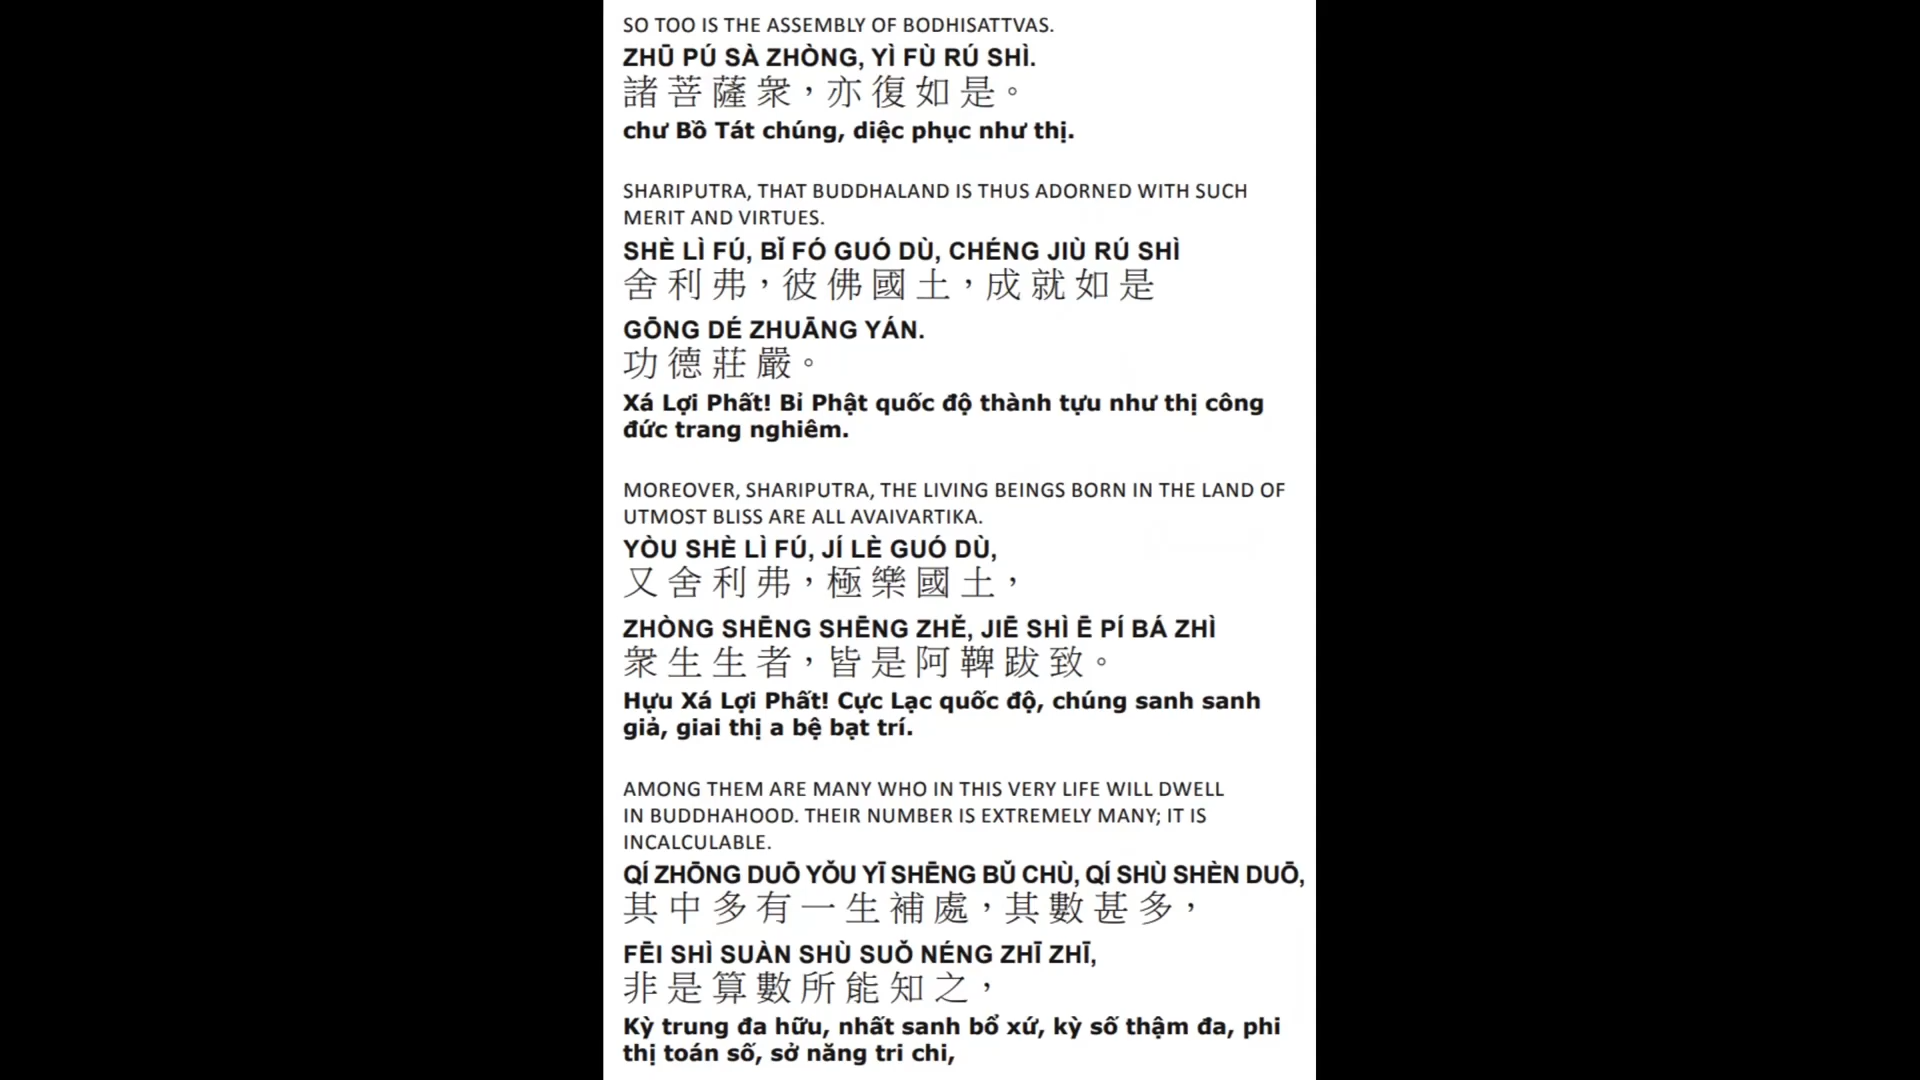 SO TOO IS THE ASSEMBLY OF BODHISATTVAS.
ZHŪ PÚ SÀ ZHÒNG, YÌ FÙ RÚ SHÌ.
諸菩薩衆，亦復如是。
chư Bồ Tát chúng, diệc phục như thị.
SHARIPUTRA, THAT BUDDHALAND IS THUS ADORNED WITH SUCH
MERIT AND VIRTUES.
SHÈ LÌ FÚ, BǏ FÓ GUÓ DÙ, CHÉNG JIÙ RÚ SHÌ
舍利弗，彼佛國土，成就如是
GŌNG DÉ ZHUĀNG YÁN.
功德莊嚴。
Xá Lợi Phất! Bỉ Phật quốc độ thành tựu như thị công
đức trang nghiêm.
MOREOVER, SHARIPUTRA, THE LIVING BEINGS BORN IN THE LAND OF
UTMOST BLISS ARE ALL AVAIVARTIKA.
YÒU SHÈ LÌ FÚ, JÍ LÈ GUÓ DÙ,
又舍利弗，極樂國土，
ZHÒNG SHĒNG SHĒNG ZHĚ, JIĒ SHÌ Ē PÍ BÁ ZHÌ
衆生生者，皆是阿鞞跋致。
Hựu Xá Lợi Phất! Cực Lạc quốc độ, chúng sanh sanh
giả, giai thị a bệ bạt trí.
AMONG THEM ARE MANY WHO IN THIS VERY LIFE WILL DWELL
IN BUDDHAHOOD. THEIR NUMBER IS EXTREMELY MANY; IT IS
INCALCULABLE.
QÍ ZHŌNG DUŌ YǑU YĪ SHĒNG BǓ CHÙ, QÍ SHÙ SHÈN DUŌ,
其中多有一生補處，其數甚多，
FĒI SHÌ SUÀN SHÙ SUǑ NÉNG ZHĪ ZHĪ,
非是算數所能知之，
Kỳ trung đa hữu, nhất sanh bổ xứ, kỳ số thậm đa, phi
thị toán số, sở năng tri chi,